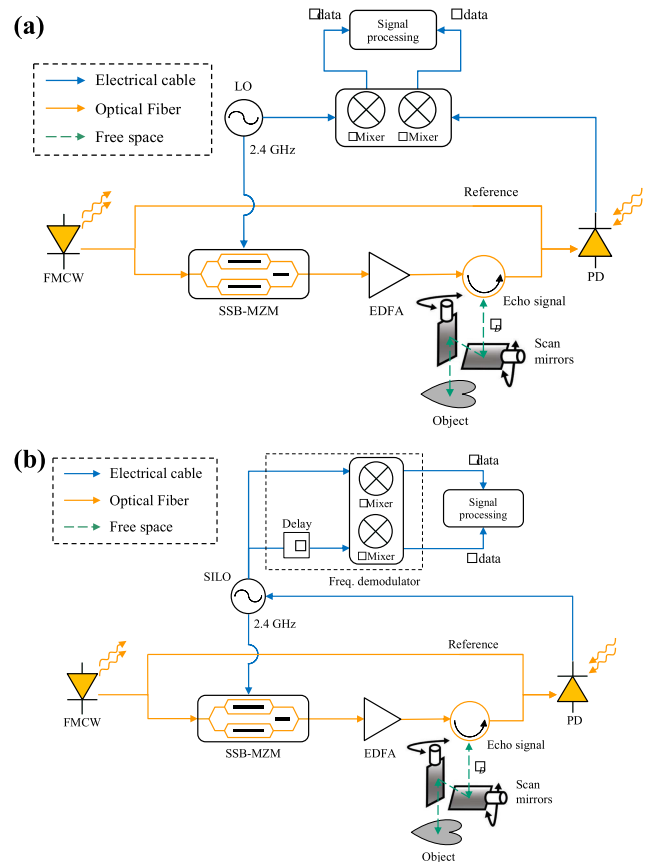 (a)
□data
□data
Signal
processing
Electrical cable
Optical Fiber
Free space
LO
2.4 GHz
□Mixer
□Mixer
Reference
FMCW
SSB-MZM
EDFA
Echo signal
PD
□p
Scan
mirrors
Object
(b)
Electrical cable
Optical Fiber
Free space
□data
□Mixer
Signal
processing
Delay
□
□Mixer
□data
Freq. demodulator
SILO
2.4 GHz
Reference
FMCW
SSB-MZM
EDFA
Echo signal
PD
□p
Scan
mirrors
Object